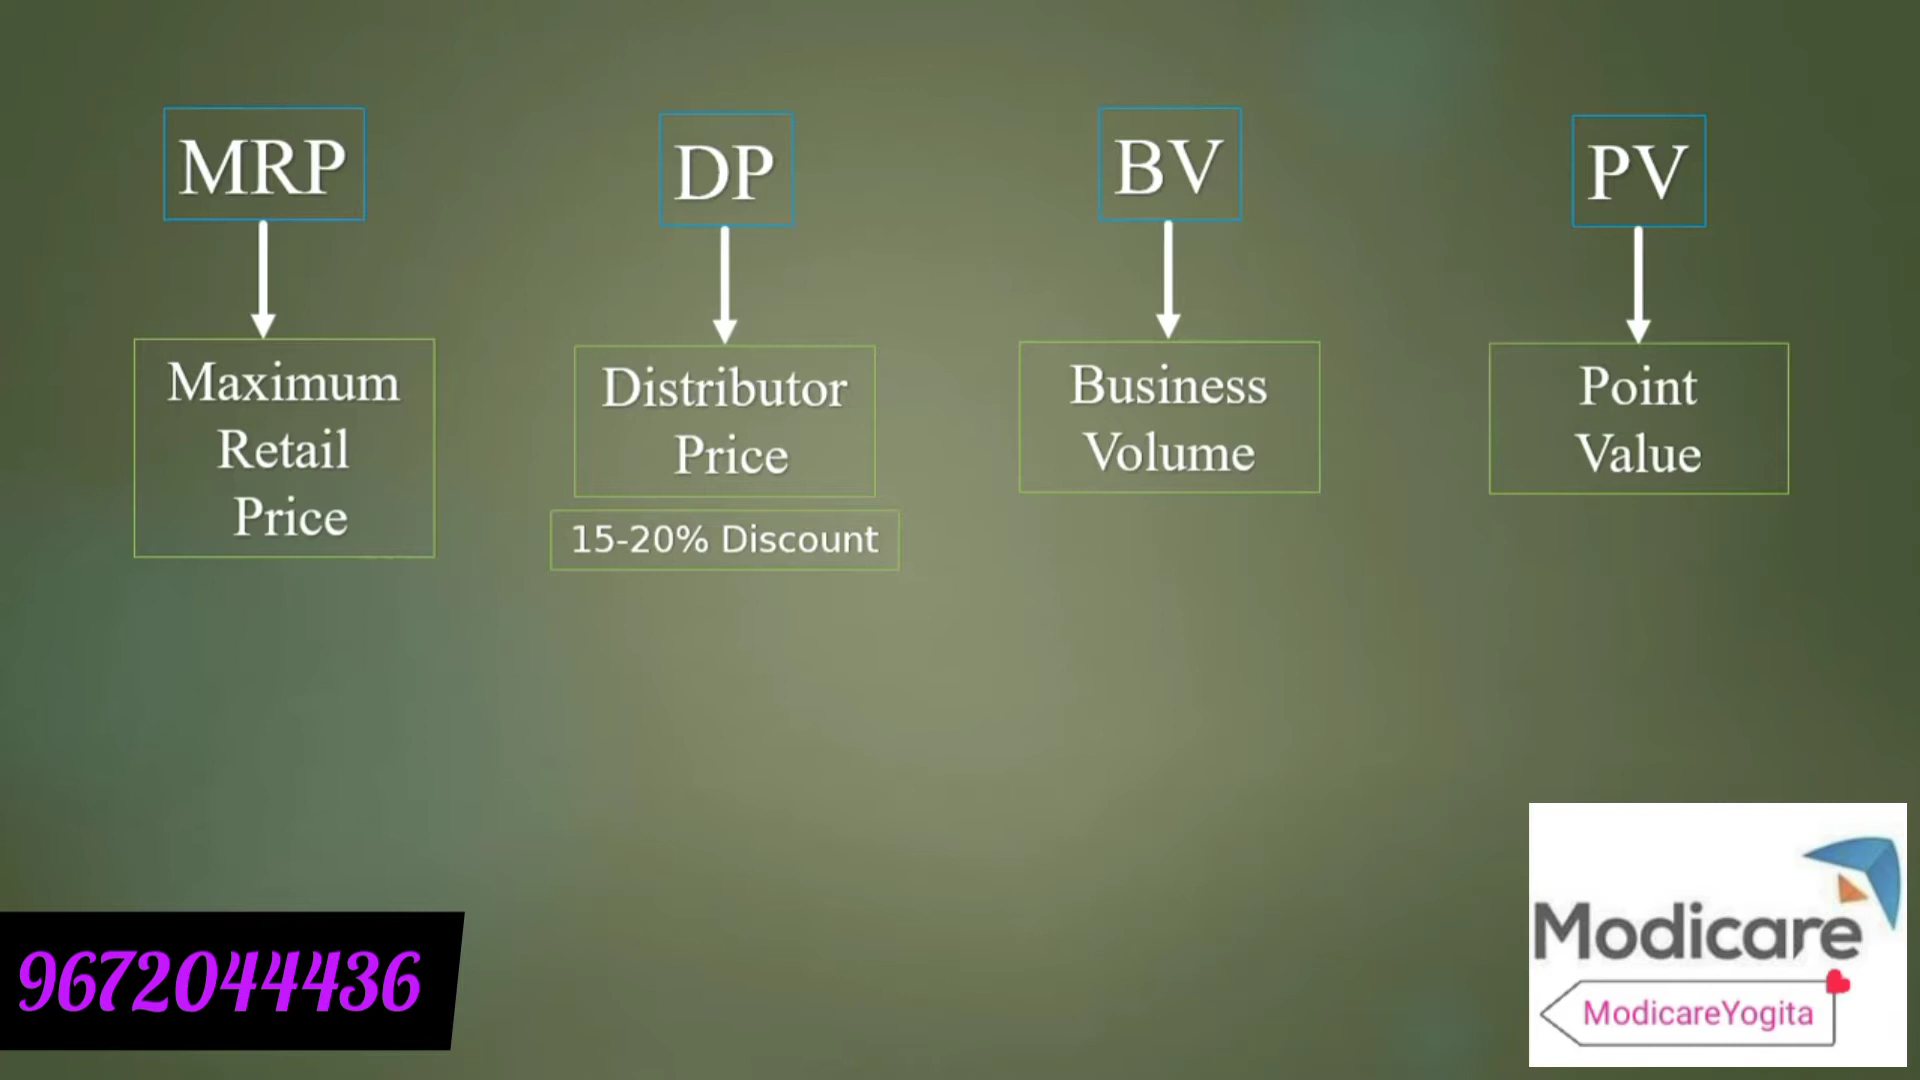 MRP
DP
BV
PV
Maximum
Retail
Price
Distributor
Price
15-20% Discount
Business
Volume
Point
Value
9672044436
Modicare
ModicareYogita